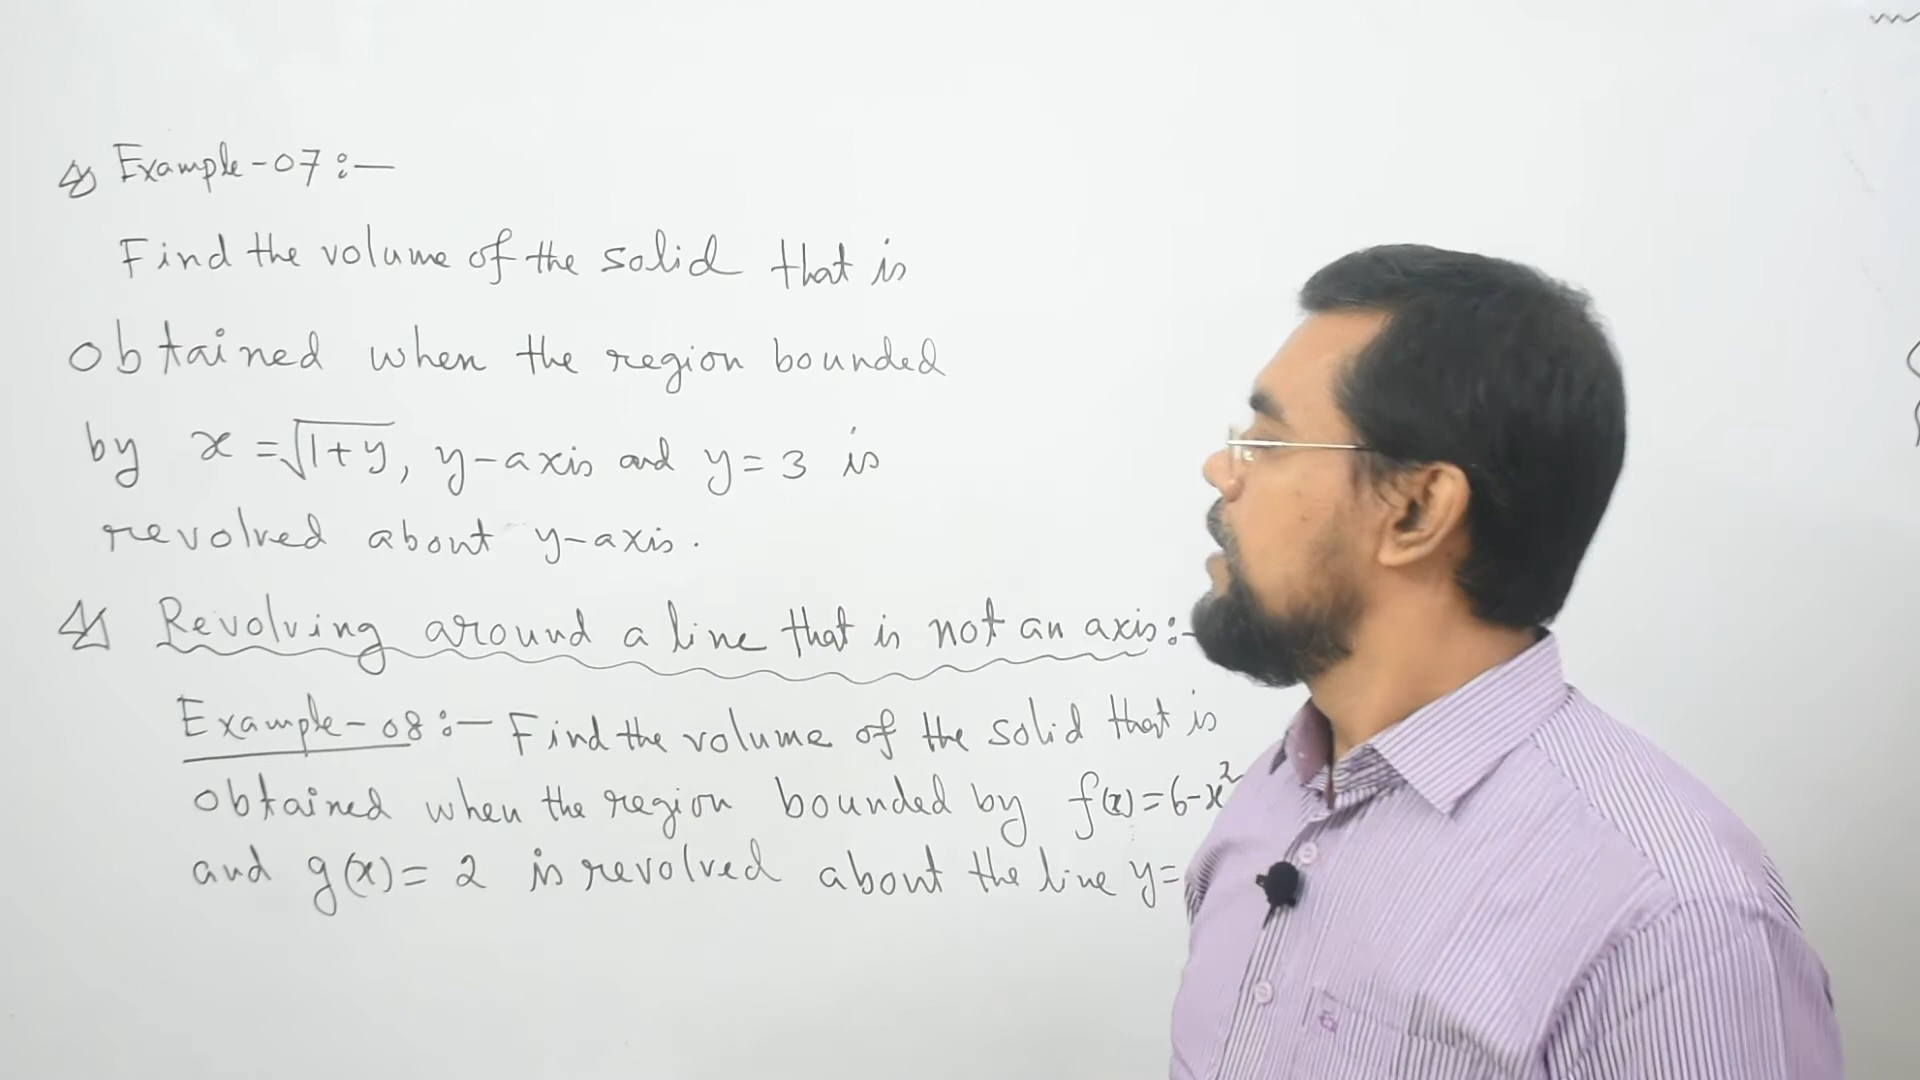 Example-07:—
Find the volume of the solid that is
obtained when the region bounded
by x = √(1+y), y-axis and y = 3 is
revolved about y-axis.
Revolving around a line that is not an axis:-
Example-08:— Find the volume of the solid that is
obtained when the region bounded by f(x) = 6-x²
and g(x) = 2 is revolved about the line y=